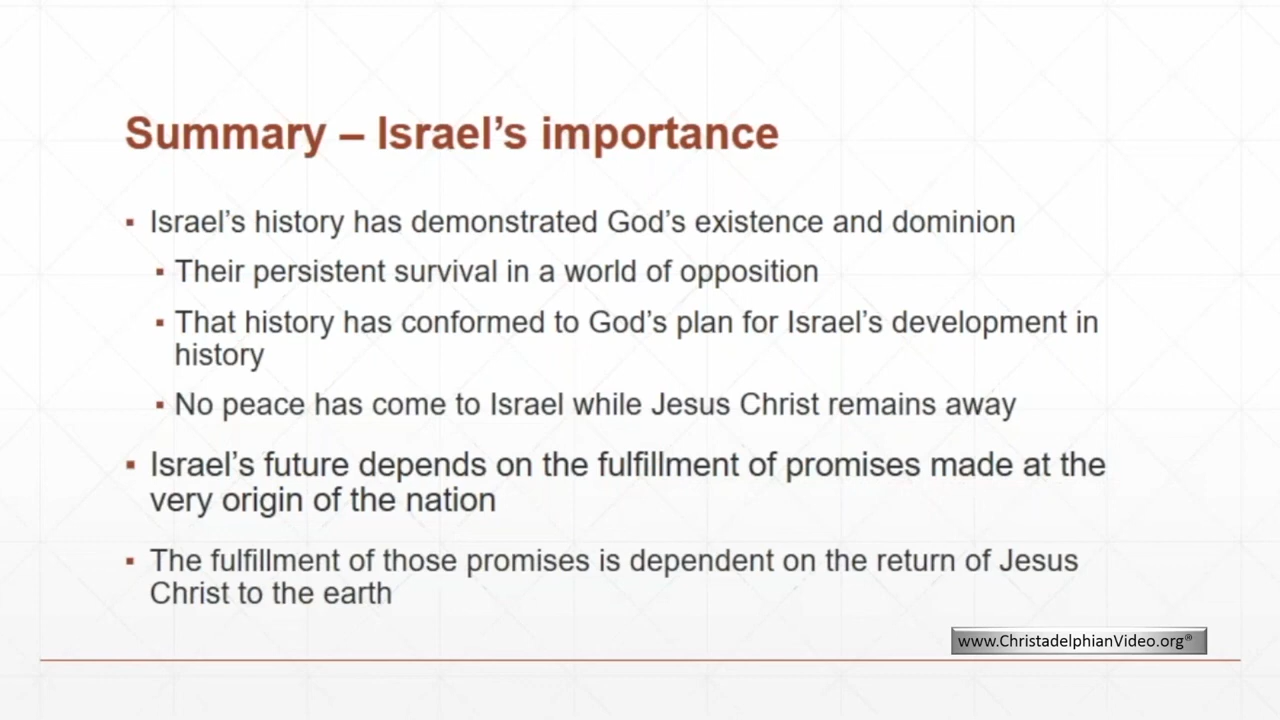 Summary – Israel’s importance
▪ Israel’s history has demonstrated God’s existence and dominion
▪ Their persistent survival in a world of opposition
▪ That history has conformed to God’s plan for Israel’s development in
history
▪ No peace has come to Israel while Jesus Christ remains away
▪ Israel’s future depends on the fulfillment of promises made at the
very origin of the nation
▪ The fulfillment of those promises is dependent on the return of Jesus
Christ to the earth
www.ChristadelphianVideo.org®